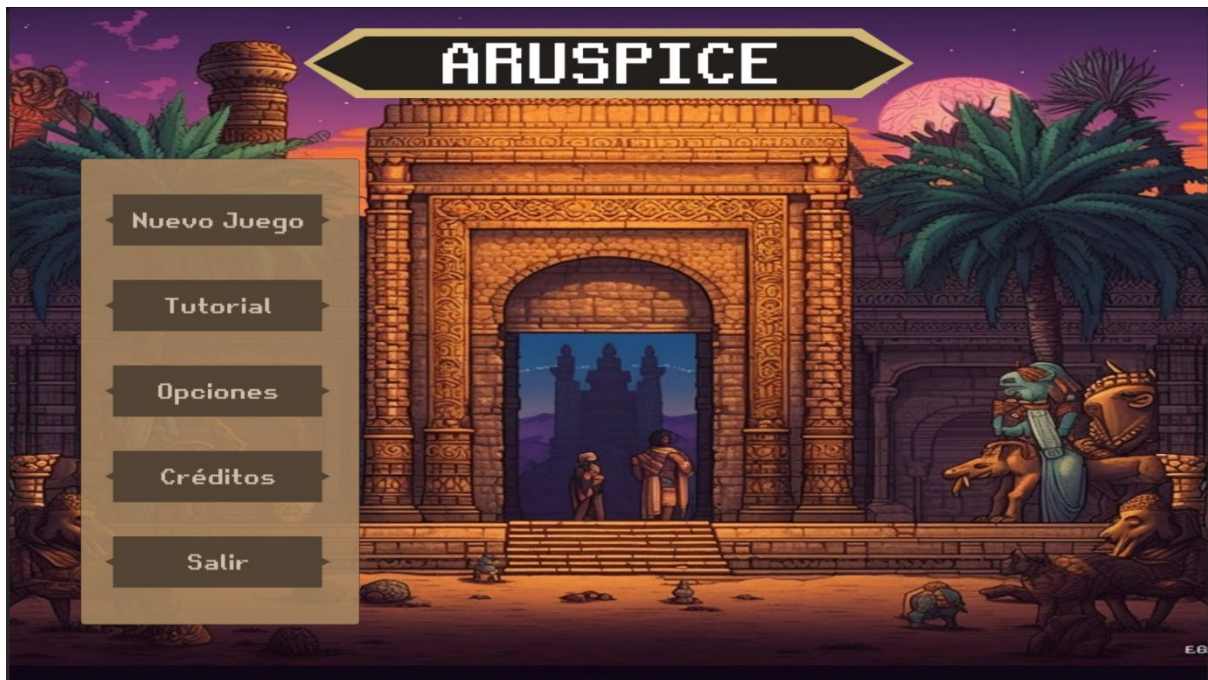 ARUSPICE
Nuevo Juego
Tutorial
Opciones
Créditos
Salir